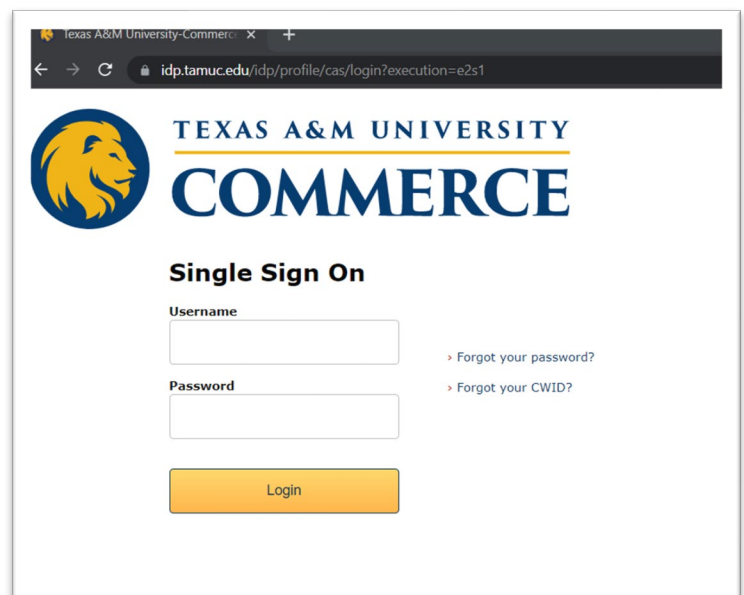 Texas A&M University-Commerc
idp.tamuc.edu/idp/profile/cas/login?execution=e2s1
TEXAS A&M UNIVERSITY
COMMERCE
Single Sign On
Username
› Forgot your password?
Password
› Forgot your CWID?
Login